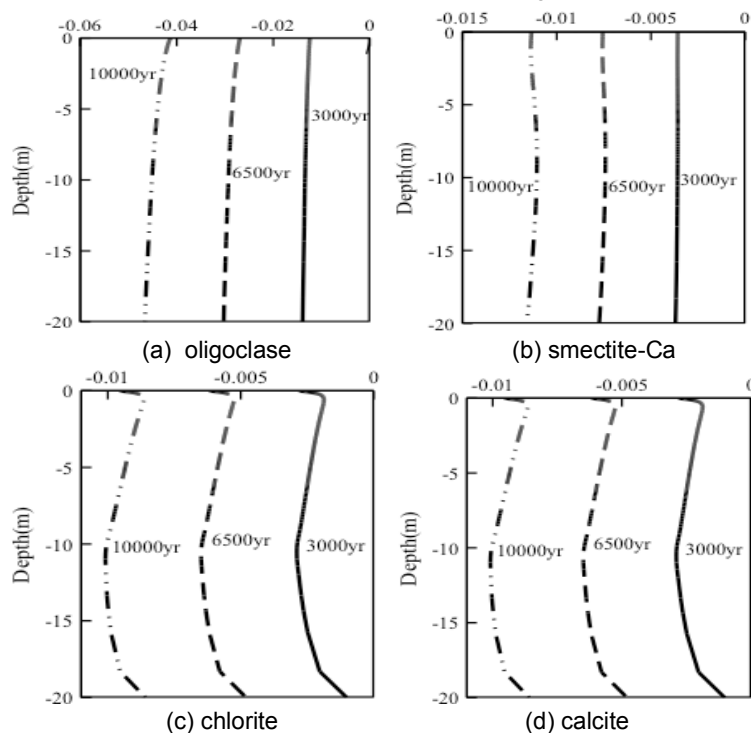 -0.06 -0.04 -0.02 0
0
-5
-10
-15
-20
Depth(m)
10000yr
6500yr
3000yr
(a) oligoclase
-0.015 -0.01 -0.005 0
0
-5
-10
-15
-20
Depth(m)
10000yr
6500yr
3000yr
(b) smectite-Ca
-0.01 -0.005 0
0
-5
-10
-15
-20
Depth(m)
10000yr
6500yr
3000yr
(c) chlorite
-0.01 -0.005 0
0
-5
-10
-15
-20
Depth(m)
10000yr
6500yr
3000yr
(d) calcite